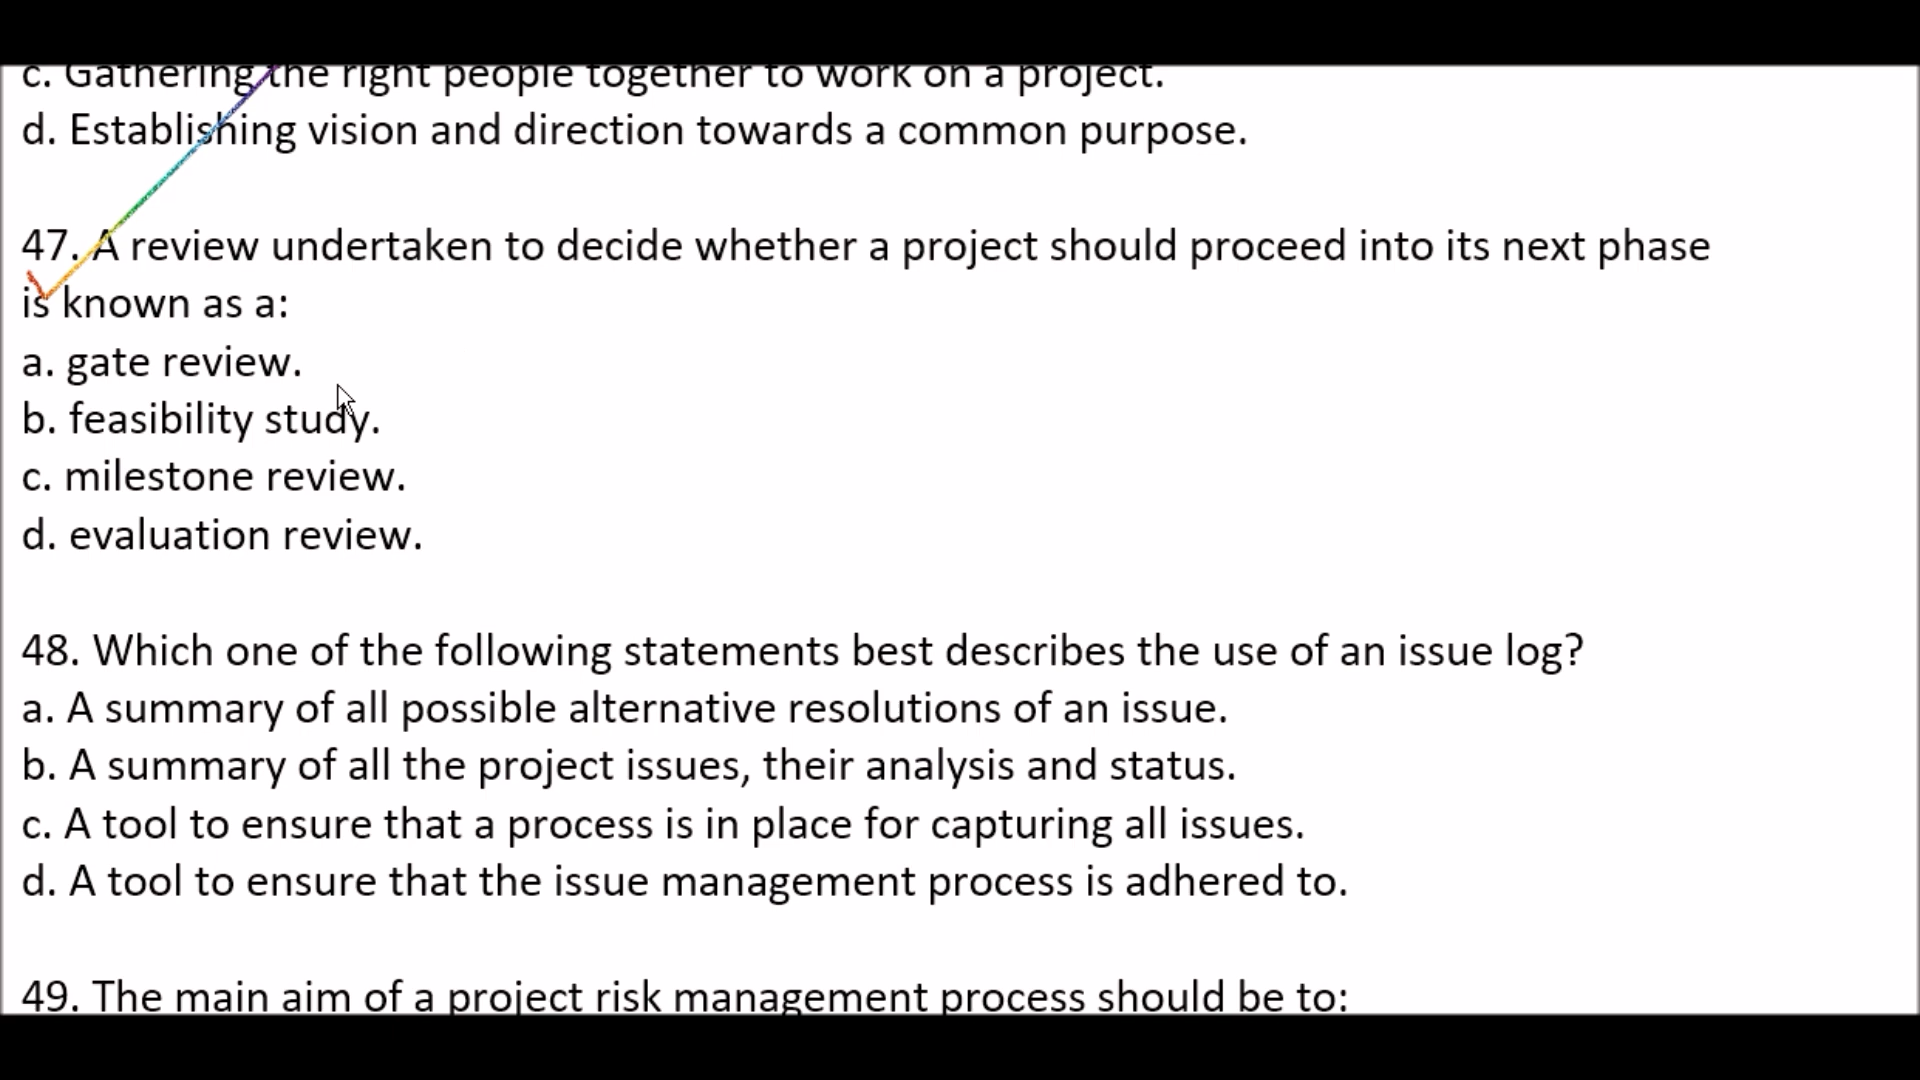 c. Gathering the right people together to work on a project.
d. Establishing vision and direction towards a common purpose.
47. A review undertaken to decide whether a project should proceed into its next phase
is known as a:
a. gate review.
b. feasibility study.
c. milestone review.
d. evaluation review.
48. Which one of the following statements best describes the use of an issue log?
a. A summary of all possible alternative resolutions of an issue.
b. A summary of all the project issues, their analysis and status.
c. A tool to ensure that a process is in place for capturing all issues.
d. A tool to ensure that the issue management process is adhered to.
49. The main aim of a project risk management process should be to: